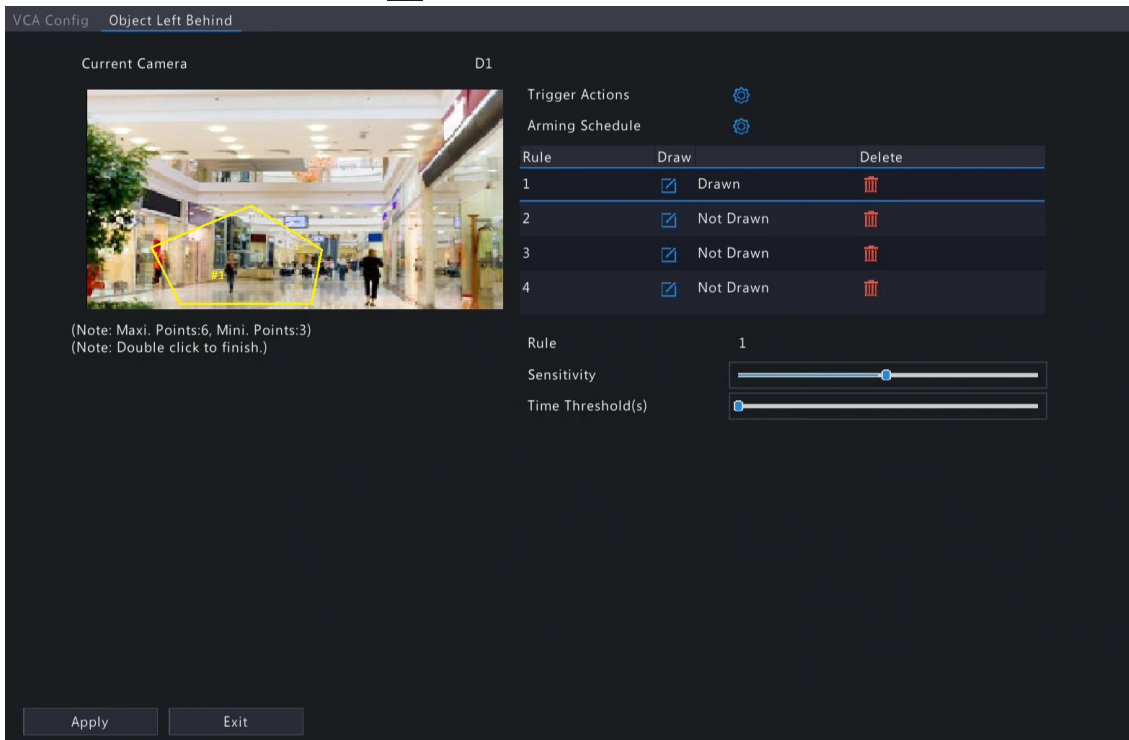 VCA Config Object Left Behind
Current Camera D1
Trigger Actions
Arming Schedule
Rule Draw Delete
1 Drawn
2 Not Drawn
3 Not Drawn
4 Not Drawn
#1
(Note: Maxi. Points:6, Mini. Points:3)
(Note: Double click to finish.)
Rule 1
Sensitivity
Time Threshold(s)
Apply Exit